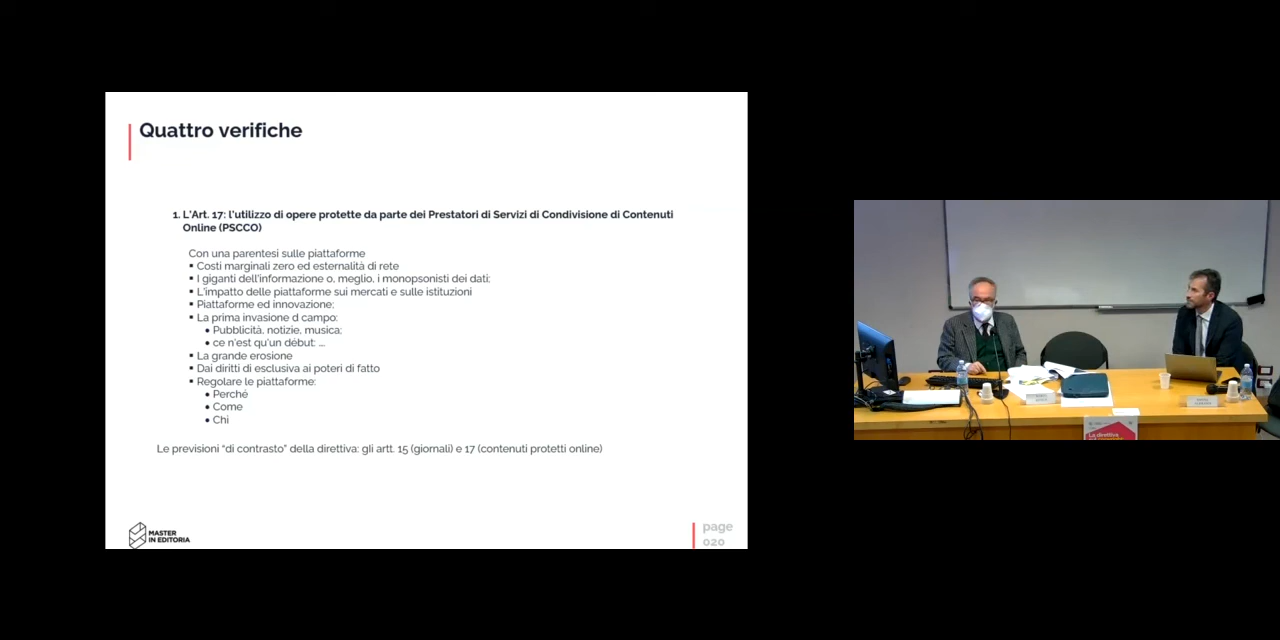 Quattro verifiche
1. L'Art. 17: l'utilizzo di opere protette da parte dei Prestatori di Servizi di Condivisione di Contenuti
Online (PSCCO)
Con una parentesi sulle piattaforme
▪ Costi marginali zero ed esternalità di rete
▪ I giganti dell'informazione o, meglio, i monopsonisti dei dati;
▪ L'impatto delle piattaforme sui mercati e sulle istituzioni
▪ Piattaforme ed innovazione;
▪ La prima invasione d campo:
• Pubblicità, notizie, musica;
• ce n'est qu'un début: ...
▪ La grande erosione
▪ Dai diritti di esclusiva ai poteri di fatto
▪ Regolare le piattaforme:
• Perché
• Come
• Chi
Le previsioni "di contrasto" della direttiva: gli artt. 15 (giornali) e 17 (contenuti protetti online)
MASTER
IN EDITORIA
page
020
La direttiva